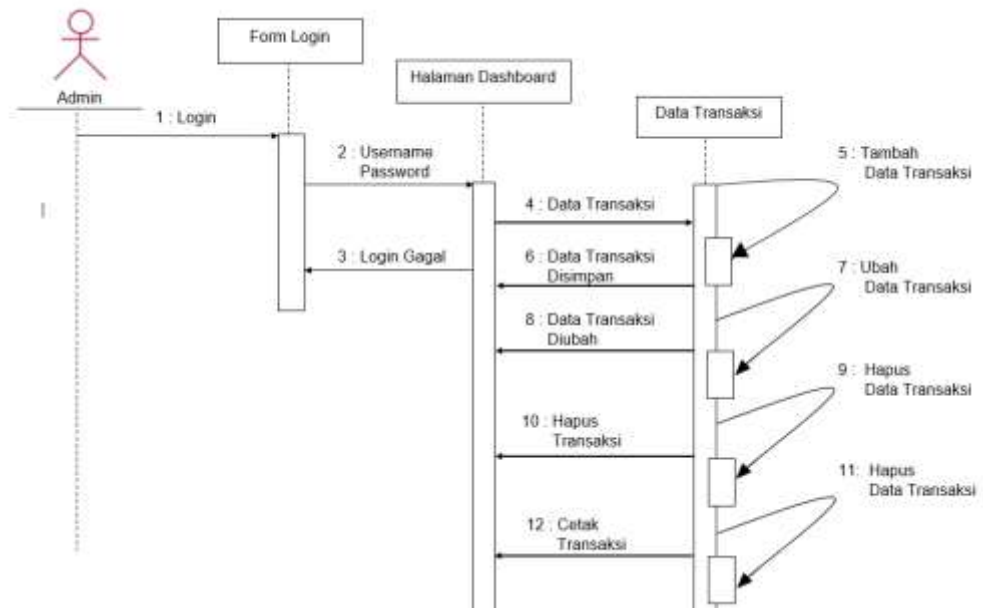 Form Login
Halaman Dashboard
Admin
Data Transaksi
1 : Login
2 : Username
Password
5 : Tambah
Data Transaksi
4 : Data Transaksi
3 : Login Gagal
6 : Data Transaksi
Disimpan
7 : Ubah
Data Transaksi
8 : Data Transaksi
Diubah
9 : Hapus
Data Transaksi
10 : Hapus
Transaksi
11: Hapus
Data Transaksi
12 : Cetak
Transaksi